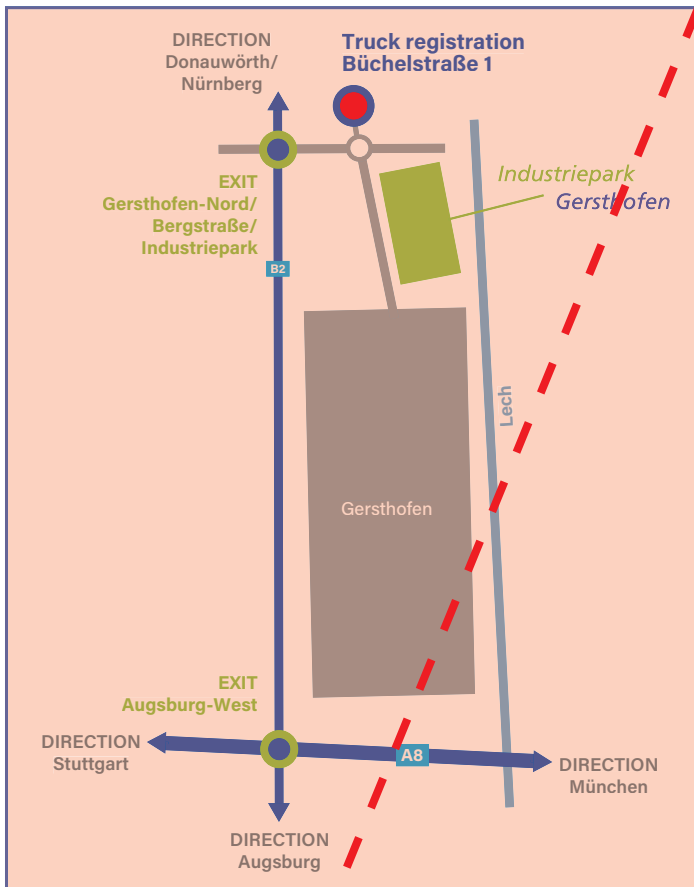 DIRECTION
Donauwörth/
Nürnberg
Truck registration
Büchelstraße 1
EXIT
Gersthofen-Nord/
Bergstraße/
Industriepark
Industriepark
Gersthofen
B2
Lech
Gersthofen
EXIT
Augsburg-West
DIRECTION
Stuttgart
A8
DIRECTION
München
DIRECTION
Augsburg